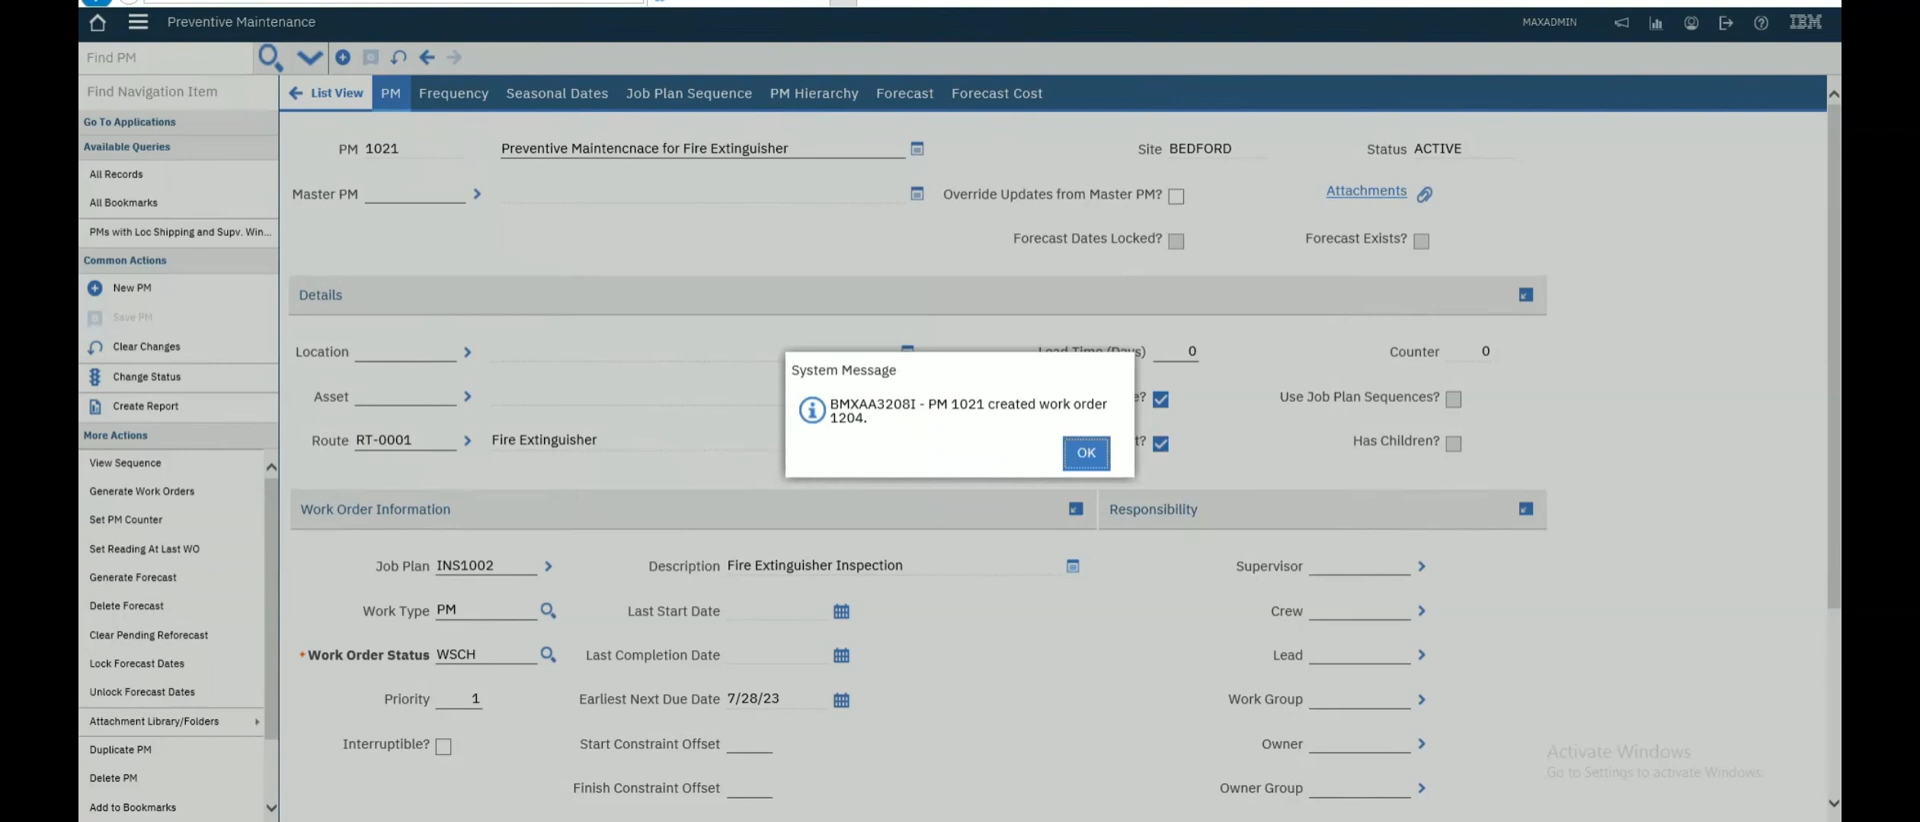 Preventive Maintenance
MAXADMIN
IBM
Find PM
Find Navigation Item
List View PM Frequency Seasonal Dates Job Plan Sequence PM Hierarchy Forecast Forecast Cost
Go To Applications
Available Queries
All Records
All Bookmarks
PMs with Loc Shipping and Supv. Win...
Common Actions
New PM
Save PM
Clear Changes
Change Status
Create Report
More Actions
View Sequence
Generate Work Orders
Set PM Counter
Set Reading At Last WO
Generate Forecast
Delete Forecast
Clear Pending Reforecast
Lock Forecast Dates
Unlock Forecast Dates
Attachment Library/Folders
Duplicate PM
Delete PM
Add to Bookmarks
PM 1021 Preventive Maintencnace for Fire Extinguisher Site BEDFORD Status ACTIVE
Master PM Override Updates from Master PM? Attachments
Forecast Dates Locked? Forecast Exists?
Details
Location Lead Time (Days) 0 Counter 0
Asset e? Use Job Plan Sequences?
Route RT-0001 Fire Extinguisher t? Has Children?
System Message
BMXAA3208I - PM 1021 created work order
1204.
OK
Work Order Information Responsibility
Job Plan INS1002 Description Fire Extinguisher Inspection Supervisor
Work Type PM Last Start Date Crew
*Work Order Status WSCH Last Completion Date Lead
Priority 1 Earliest Next Due Date 7/28/23 Work Group
Interruptible? Start Constraint Offset Owner
Finish Constraint Offset Owner Group
Activate Windows
Go to Settings to activate Windows.